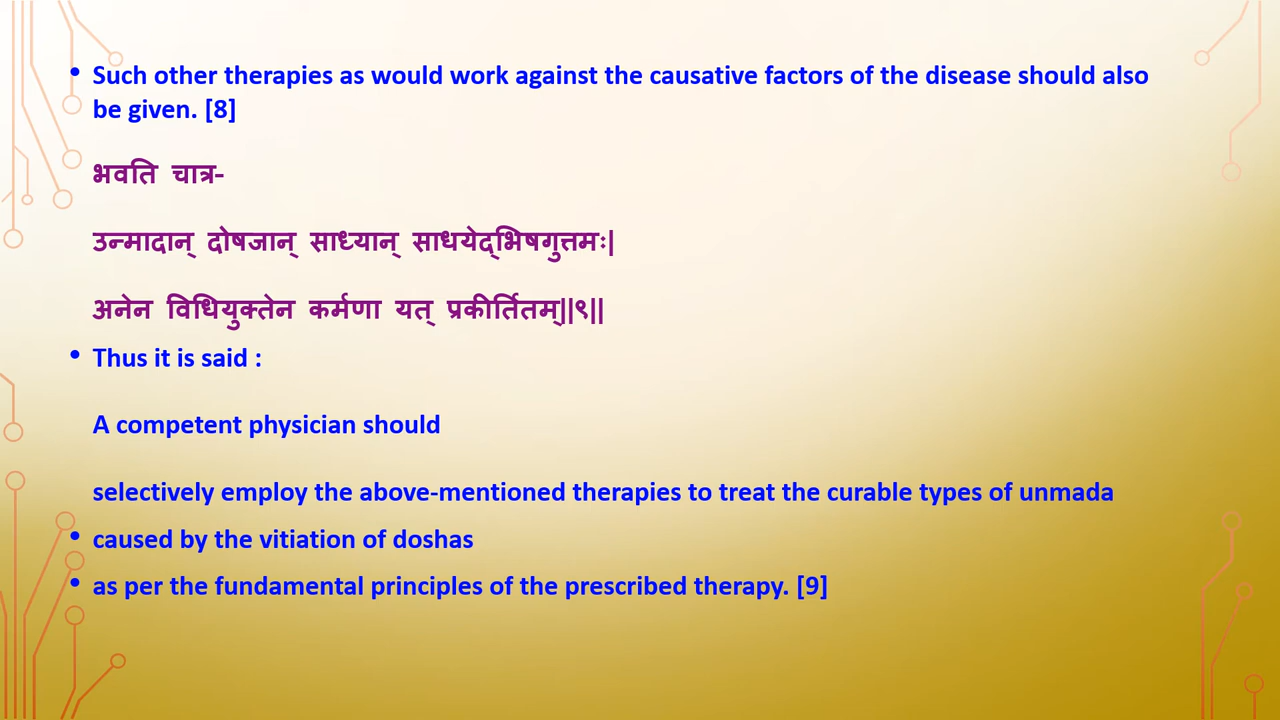 • Such other therapies as would work against the causative factors of the disease should also
be given. [8]
भवति चात्र-
उन्मादान् दोषजान् साध्यान् साधयेद्भिषगुत्तमः|
अनेन विधियुक्तेन कर्मणा यत् प्रकीर्तितम्||९||
• Thus it is said :
A competent physician should
selectively employ the above-mentioned therapies to treat the curable types of unmada
• caused by the vitiation of doshas
• as per the fundamental principles of the prescribed therapy. [9]